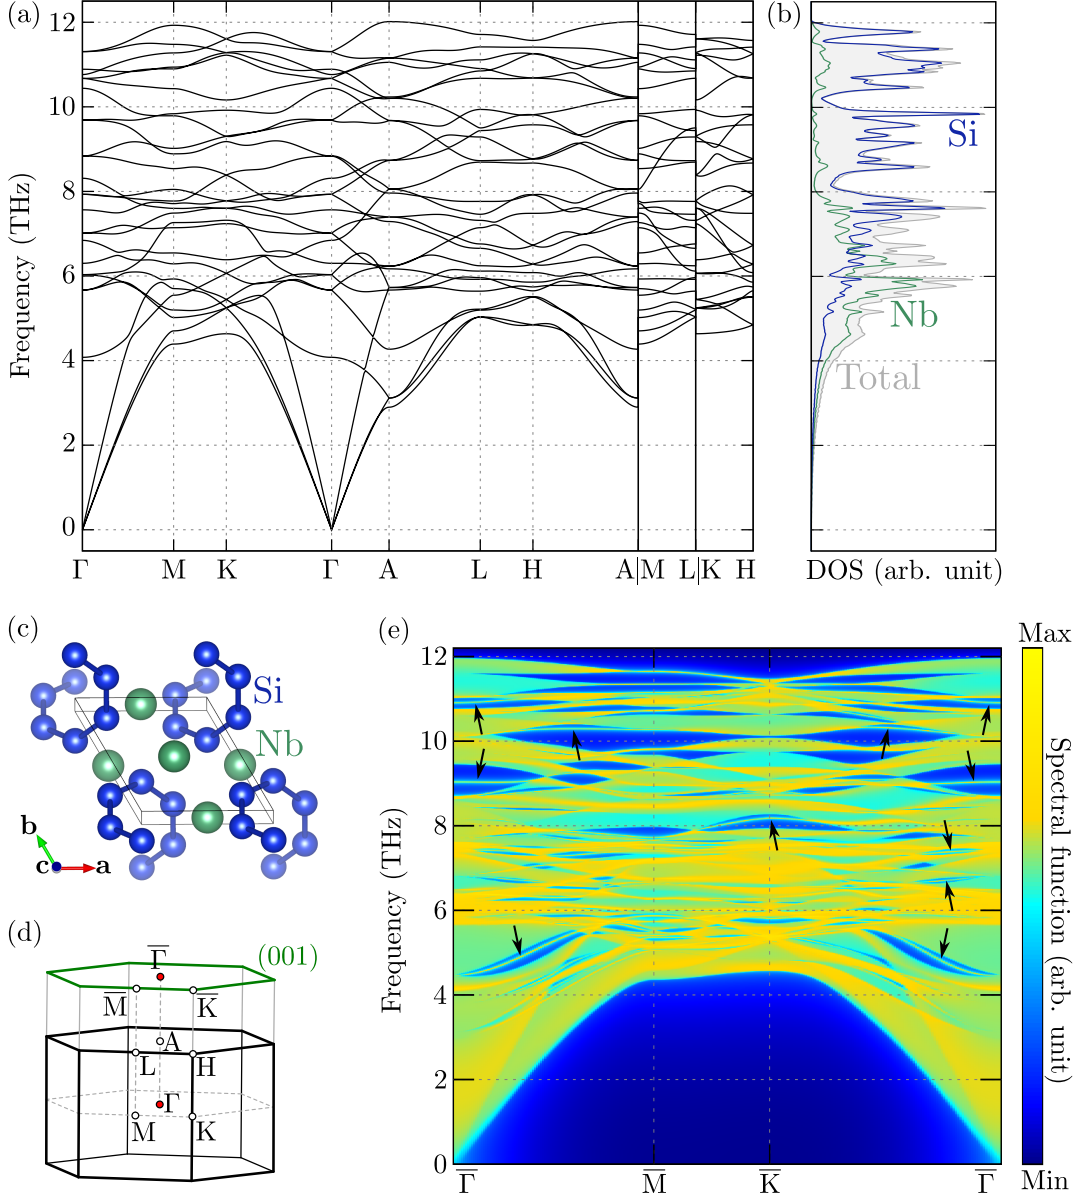 (a)
12
10
8
6
4
2
0
Frequency (THz)
Γ M K Γ A L H A|M L|K H
(b)
Si
Nb
Total
DOS (arb. unit)
(c)
Si
Nb
b
c
a
(d)
Γ̅
(001)
M̅
K̅
A
L
H
Γ
M
K
(e)
12
10
8
6
4
2
0
Frequency (THz)
Γ̅ M̅ K̅ Γ̅
Max
Spectral function (arb. unit)
Min